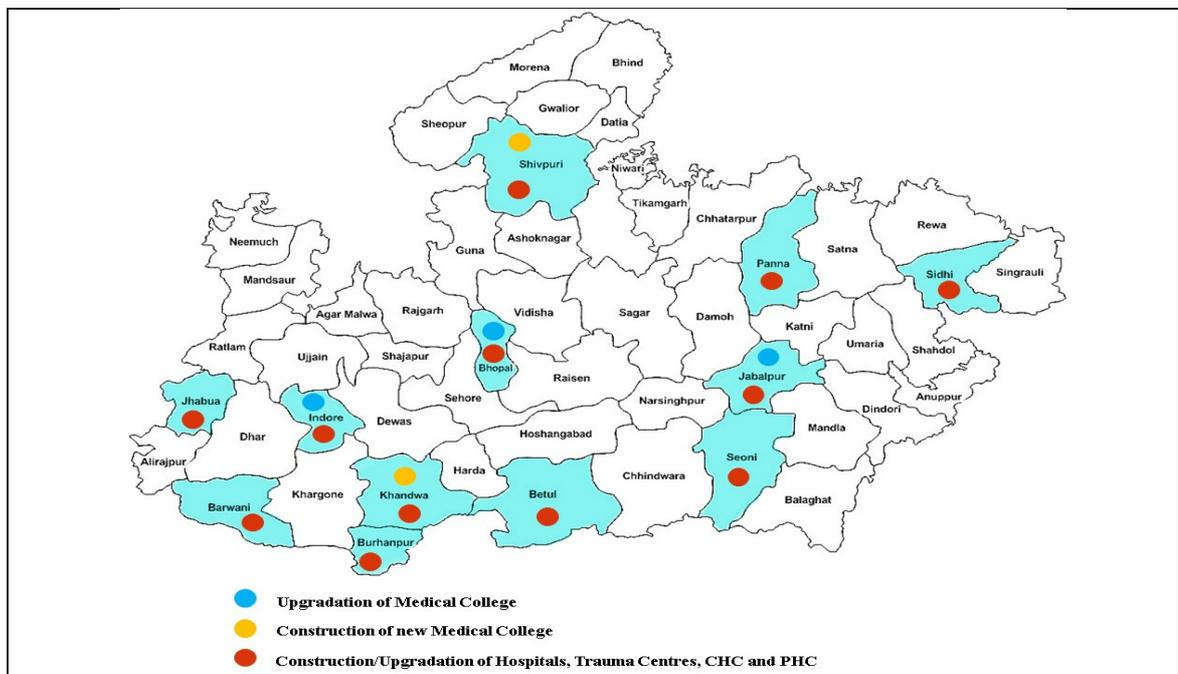 Morena
Bhind
Gwalior
Sheopur
Datia
Shivpuri
Niwari
Tikamgarh
Chhatarpur
Rewa
Neemuch
Guna
Ashoknagar
Satna
Panna
Sidhi
Singrauli
Mandsaur
Agar Malwa
Rajgarh
Vidisha
Sagar
Damoh
Katni
Umaria
Shahdol
Ratlam
Ujjain
Shajapur
Bhopal
Raisen
Jabalpur
Anuppur
Jhabua
Indore
Dewas
Sehore
Narsinghpur
Dindori
Dhar
Hoshangabad
Mandla
Alirajpur
Harda
Seoni
Khargone
Khandwa
Betul
Chhindwara
Balaghat
Barwani
Burhanpur
Upgradation of Medical College
Construction of new Medical College
Construction/Upgradation of Hospitals, Trauma Centres, CHC and PHC